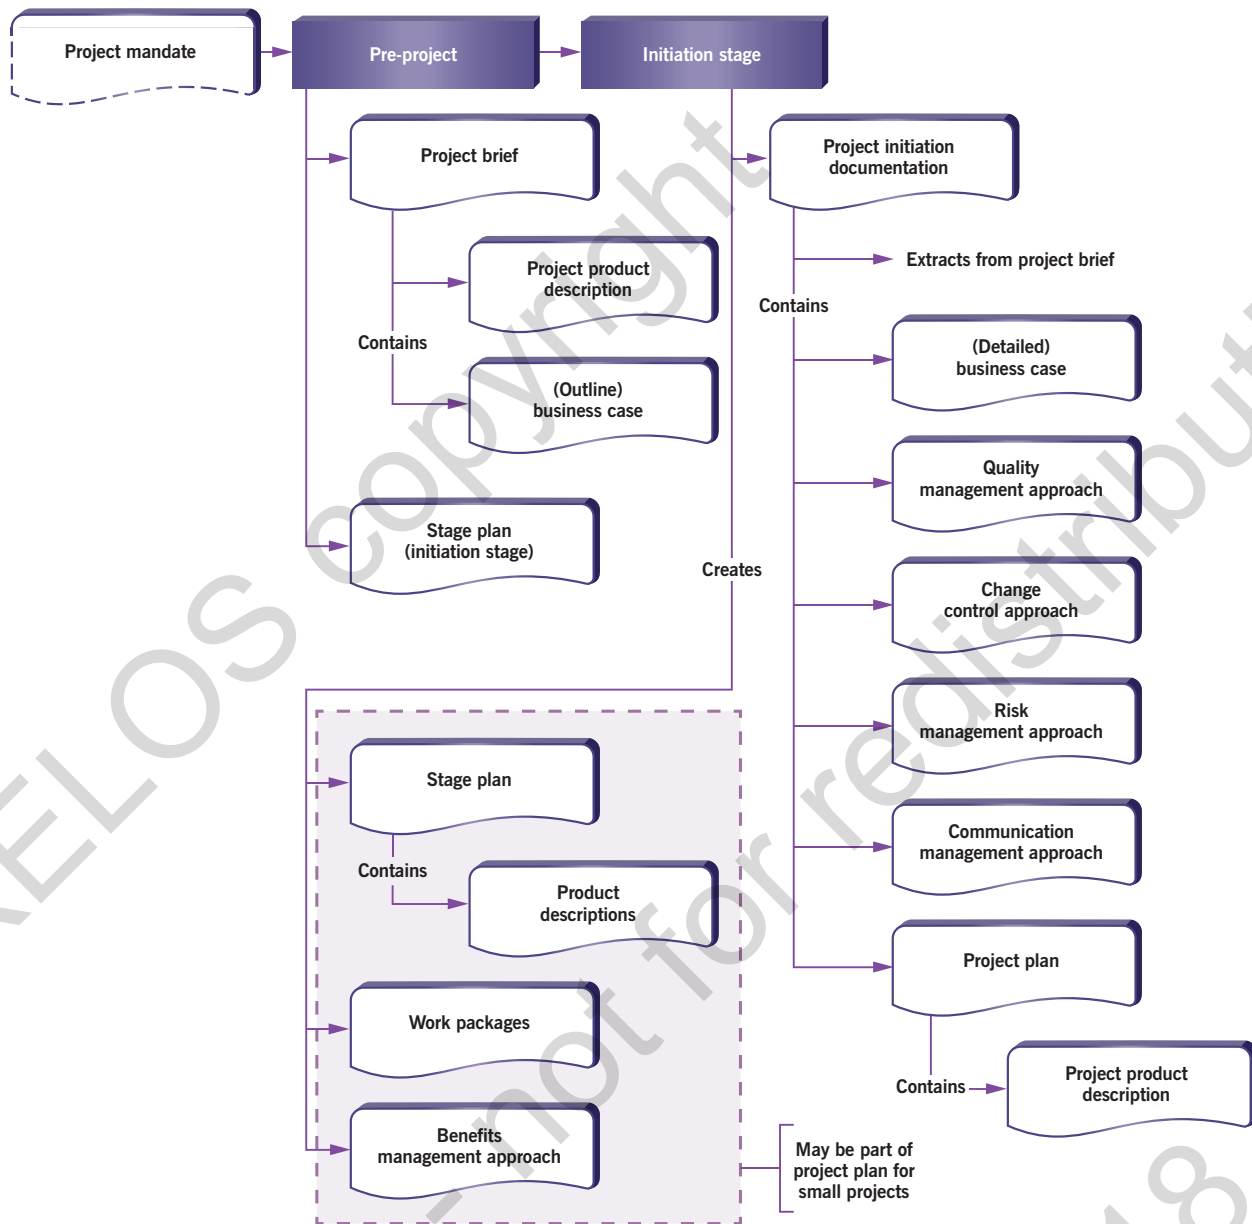 Project mandate
Pre-project
Initiation stage
Project brief
Project initiation
documentation
Project product
description
Extracts from project brief
Contains
Contains
(Outline)
business case
(Detailed)
business case
Quality
management approach
Stage plan
(initiation stage)
Creates
Change
control approach
Risk
management approach
Stage plan
Communication
management approach
Contains
Product
descriptions
Project plan
Work packages
Contains
Project product
description
Benefits
management approach
May be part of
project plan for
small projects
ELOS copyright
- not for redistribut
18